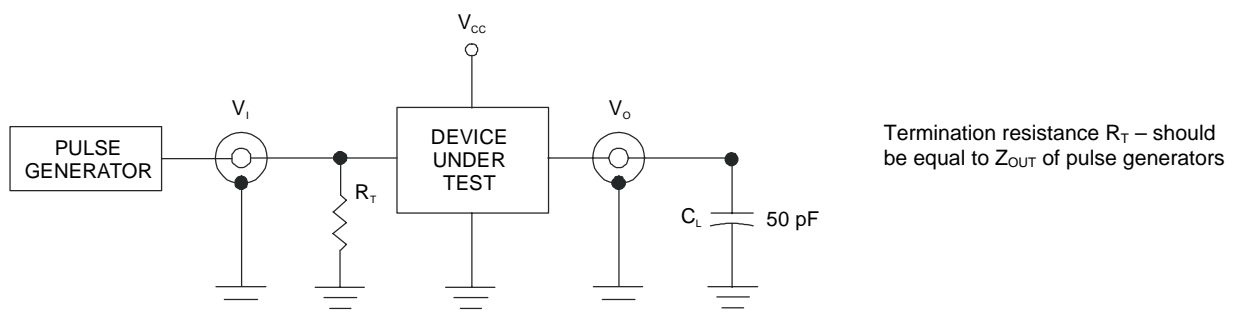 V_CC
V_I
V_O
PULSE
GENERATOR
DEVICE
UNDER
TEST
R_T
C_L
50 pF
Termination resistance R_T – should
be equal to Z_OUT of pulse generators